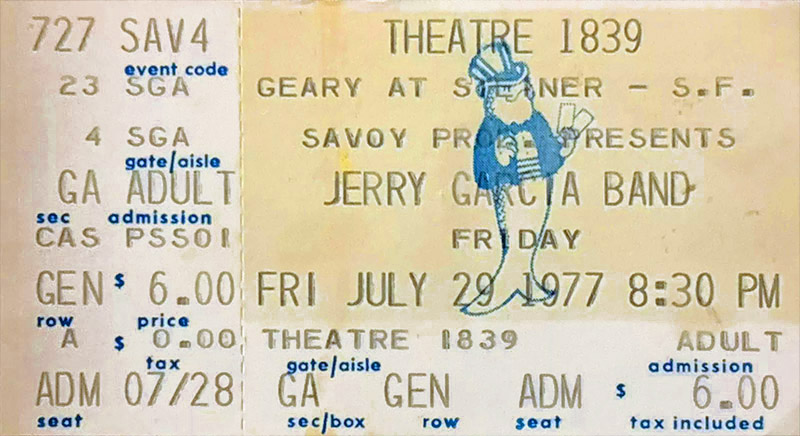 727 SAV4
event code
23 SGA
4 SGA
gate/aisle
GA ADULT
sec admission
CAS PSS01
GEN $ 6.00
row price
A $ 0.00
tax
ADM 07/28
seat
THEATRE 1839
GEARY AT STEINER - S.F.
SAVOY PROD. PRESENTS
JERRY GARCIA BAND
FRIDAY
FRI JULY 29 1977 8:30 PM
THEATRE 1839 ADULT
gate/aisle admission
GA GEN ADM $ 6.00
sec/box row seat tax included